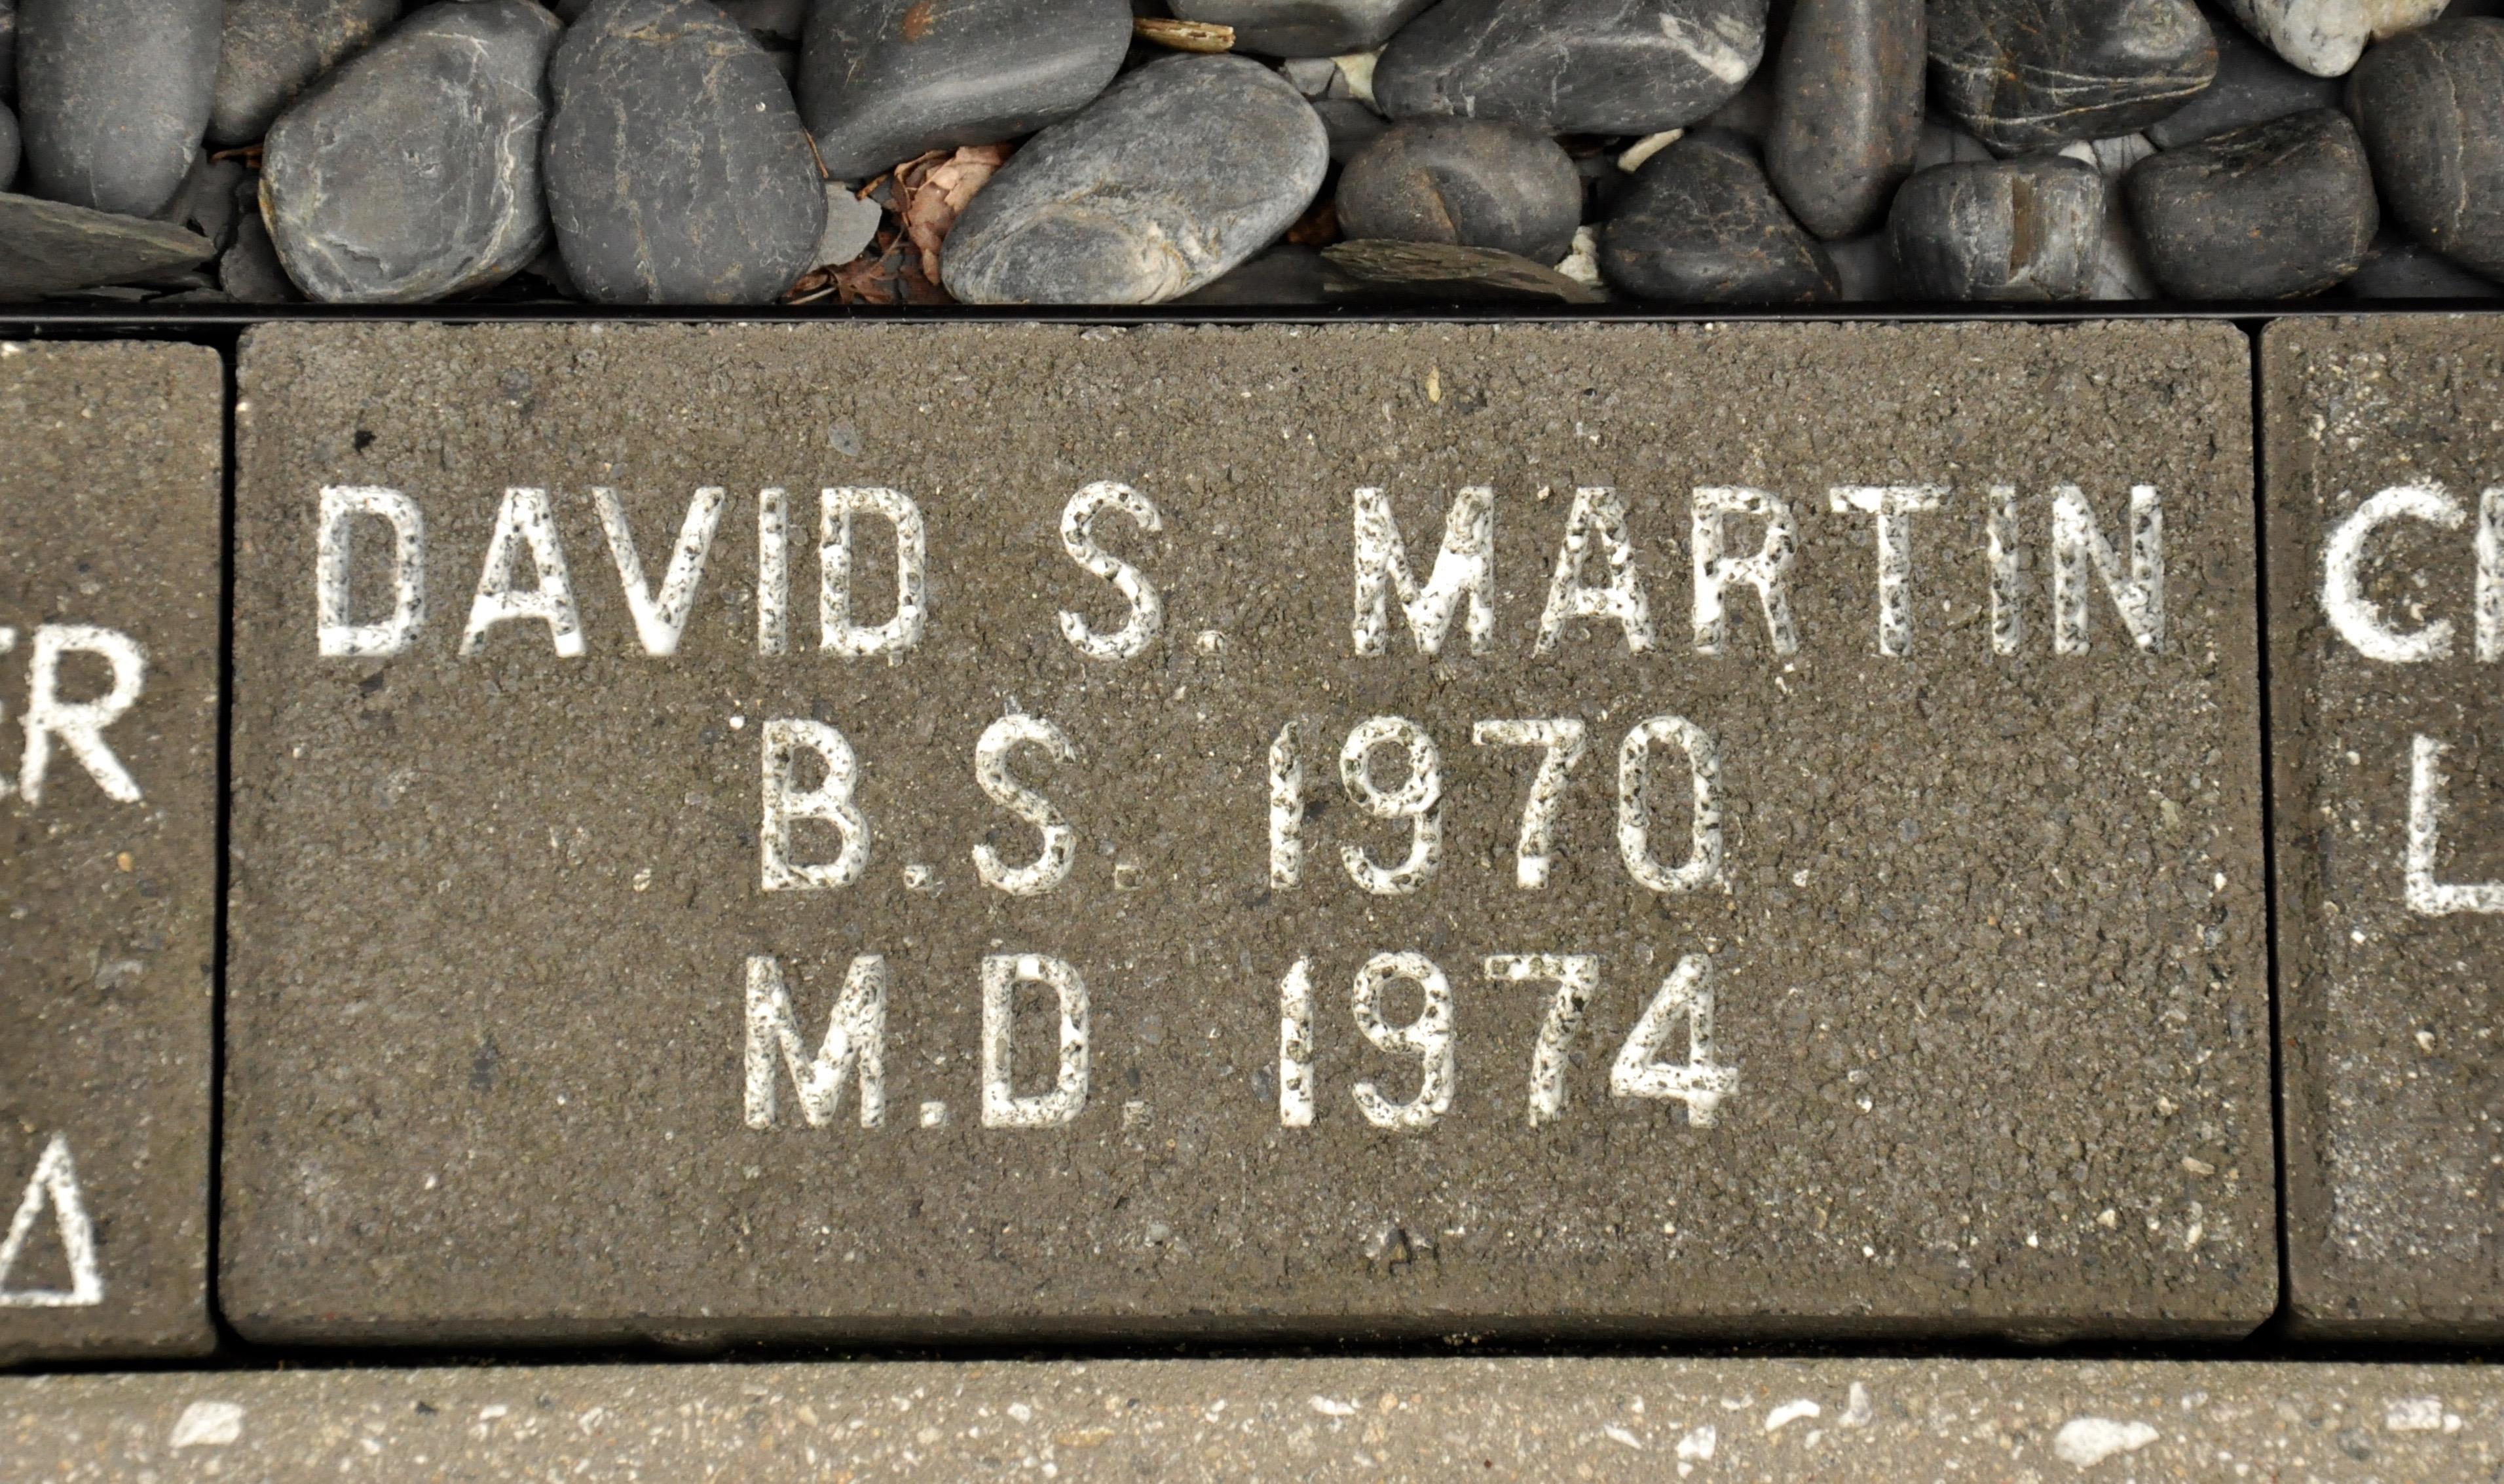 DAVID S. MARTIN
B.S. 1970
M.D. 1974